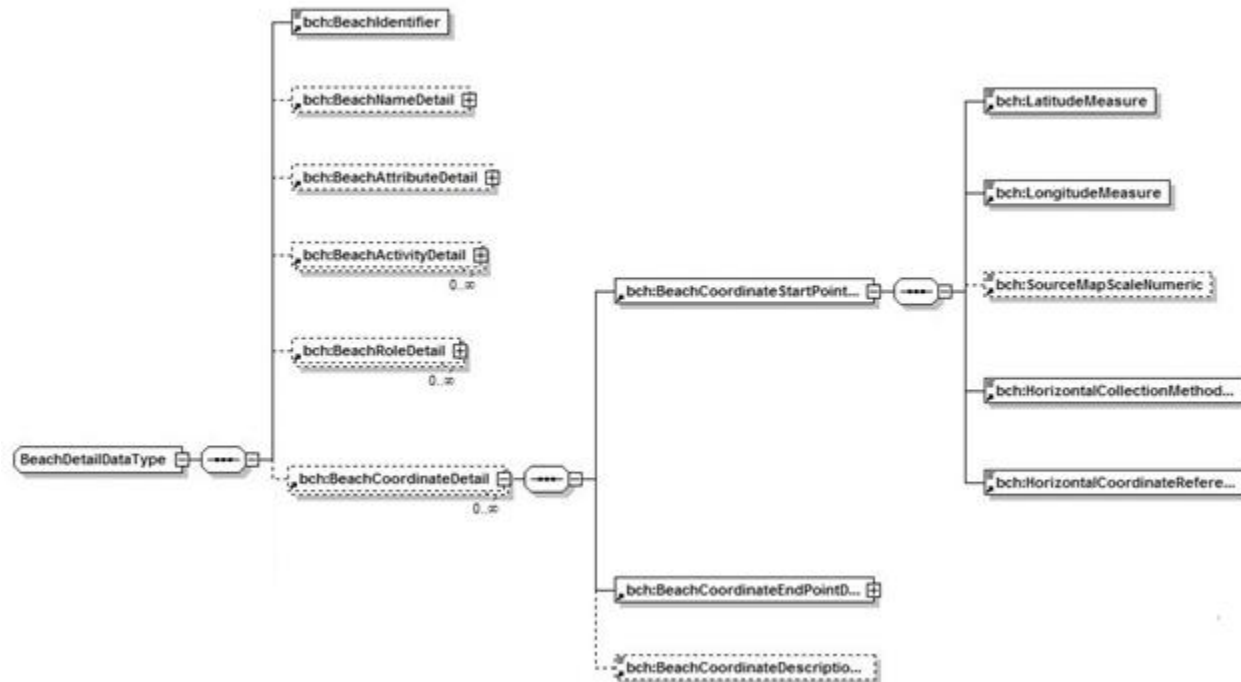 bch:BeachIdentifier
bch:BeachNameDetail
bch:BeachAttributeDetail
bch:BeachActivityDetail
0..∞
bch:BeachRoleDetail
0..∞
BeachDetailDataType
bch:BeachCoordinateDetail
0..∞
bch:BeachCoordinateStartPoint...
bch:LatitudeMeasure
bch:LongitudeMeasure
bch:SourceMapScaleNumeric
bch:HorizontalCollectionMethod...
bch:HorizontalCoordinateRefere...
bch:BeachCoordinateEndPointD...
bch:BeachCoordinateDescriptio...